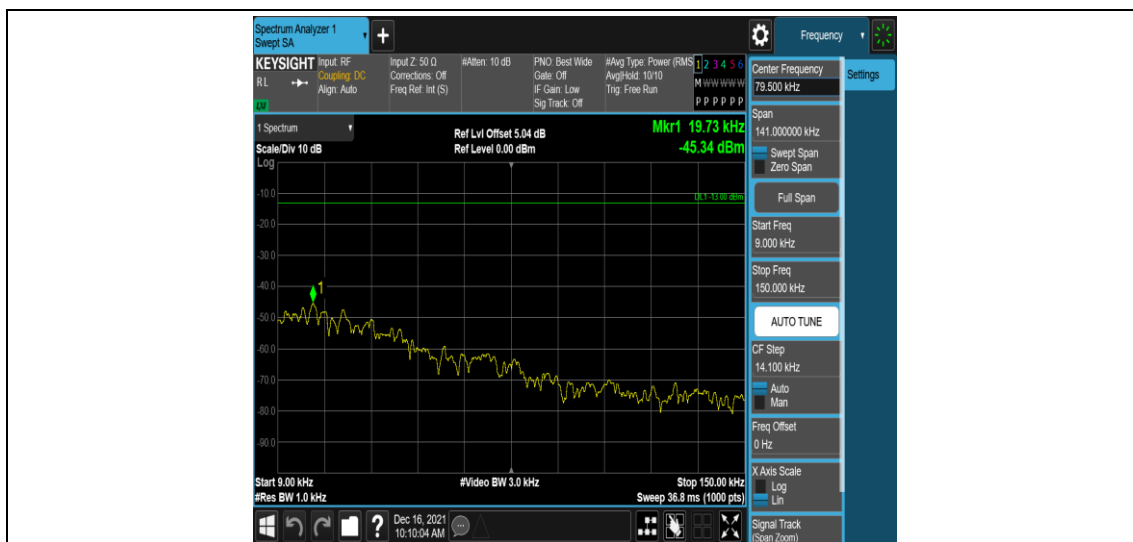 Spectrum Analyzer 1
Swept SA
+
Frequency
KEYSIGHT
RL
LXI
Input: RF
Coupling: DC
Align: Auto
Input Z: 50 Ω
Corrections: Off
Freq Ref: Int (S)
#Atten: 10 dB
PNO: Best Wide
Gate: Off
IF Gain: Low
Sig Track: Off
#Avg Type: Power (RMS
Avg|Hold: 10/10
Trig: Free Run
1 2 3 4 5 6
M W W W W W
P P P P P P
Center Frequency
79.500 kHz
Settings
Span
141.000000 kHz
Swept Span
Zero Span
Full Span
Start Freq
9.000 kHz
Stop Freq
150.000 kHz
AUTO TUNE
CF Step
14.100 kHz
Auto
Man
Freq Offset
0 Hz
X Axis Scale
Log
Lin
Signal Track
(Span Zoom)
1 Spectrum
Scale/Div 10 dB
Log
Ref Lvl Offset 5.04 dB
Ref Level 0.00 dBm
Mkr1 19.73 kHz
-45.34 dBm
DL1 -13.00 dBm
-10.0
-20.0
-30.0
-40.0
1
-50.0
-60.0
-70.0
-80.0
-90.0
Start 9.00 kHz
#Res BW 1.0 kHz
#Video BW 3.0 kHz
Stop 150.00 kHz
Sweep 36.8 ms (1000 pts)
?
Dec 16, 2021
10:10:04 AM